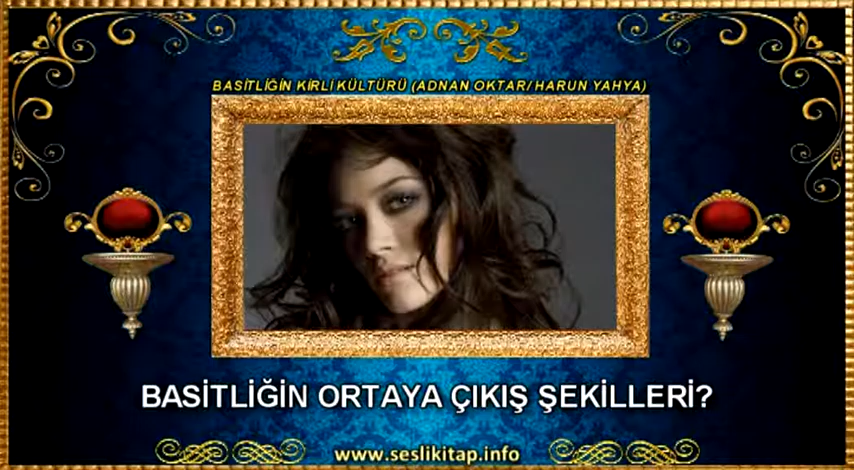 BASİTLİĞİN KİRLİ KÜLTÜRÜ (ADNAN OKTAR/ HARUN YAHYA)
BASİTLİĞİN ORTAYA ÇIKIŞ ŞEKİLLERİ?
www.seslikitap.info